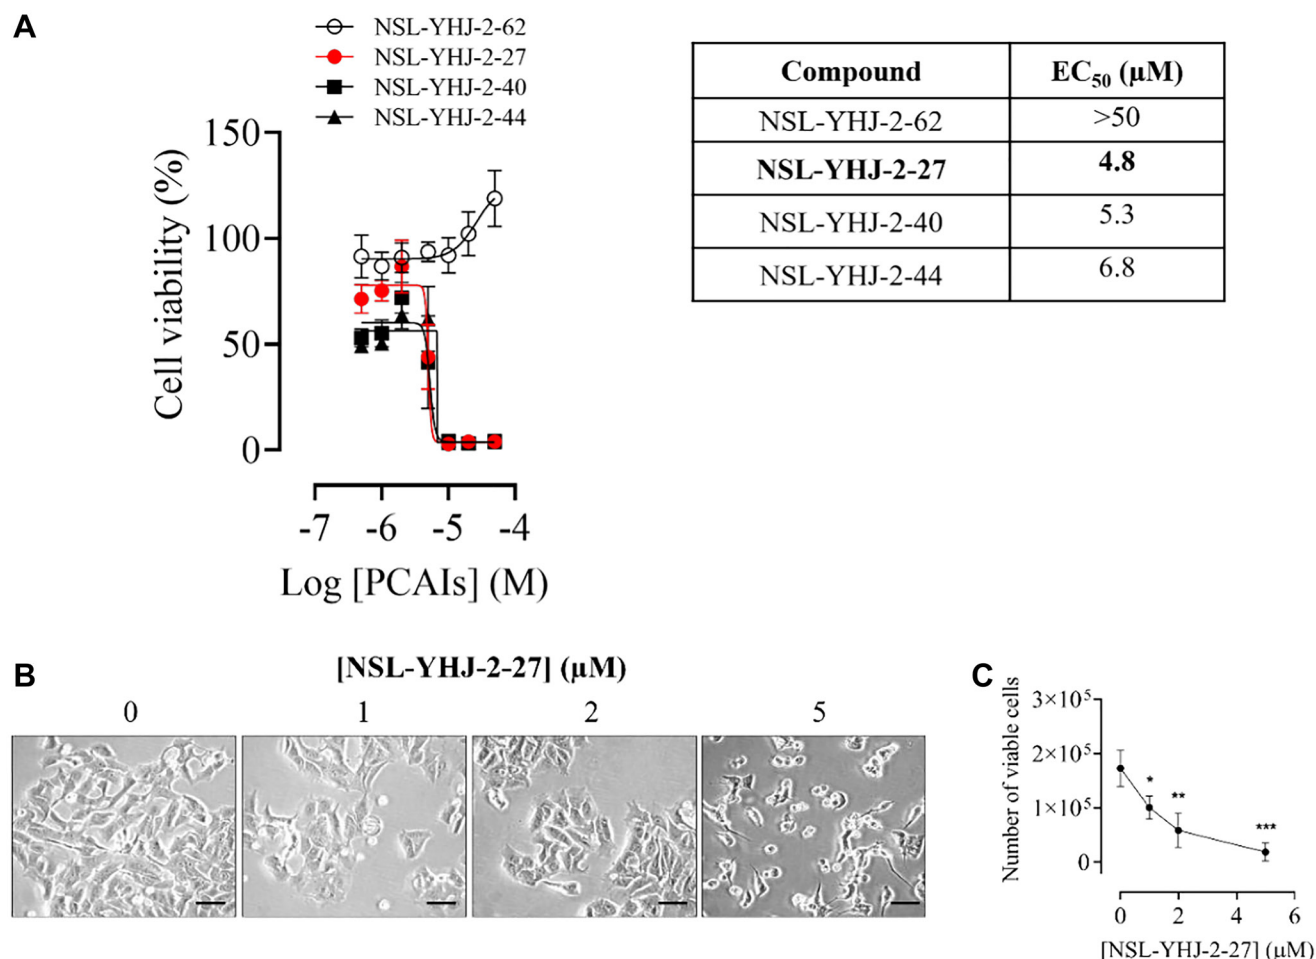 A
NSL-YHJ-2-62
NSL-YHJ-2-27
NSL-YHJ-2-40
NSL-YHJ-2-44
Cell viability (%)
150
100
50
0
-7 -6 -5 -4
Log [PCAIs] (M)
Compound EC50 (µM)
NSL-YHJ-2-62 >50
NSL-YHJ-2-27 4.8
NSL-YHJ-2-40 5.3
NSL-YHJ-2-44 6.8
B
[NSL-YHJ-2-27] (µM)
0 1 2 5
C
Number of viable cells
3×10⁵
2×10⁵
1×10⁵
0
* ** ***
0 2 4 6
[NSL-YHJ-2-27] (µM)